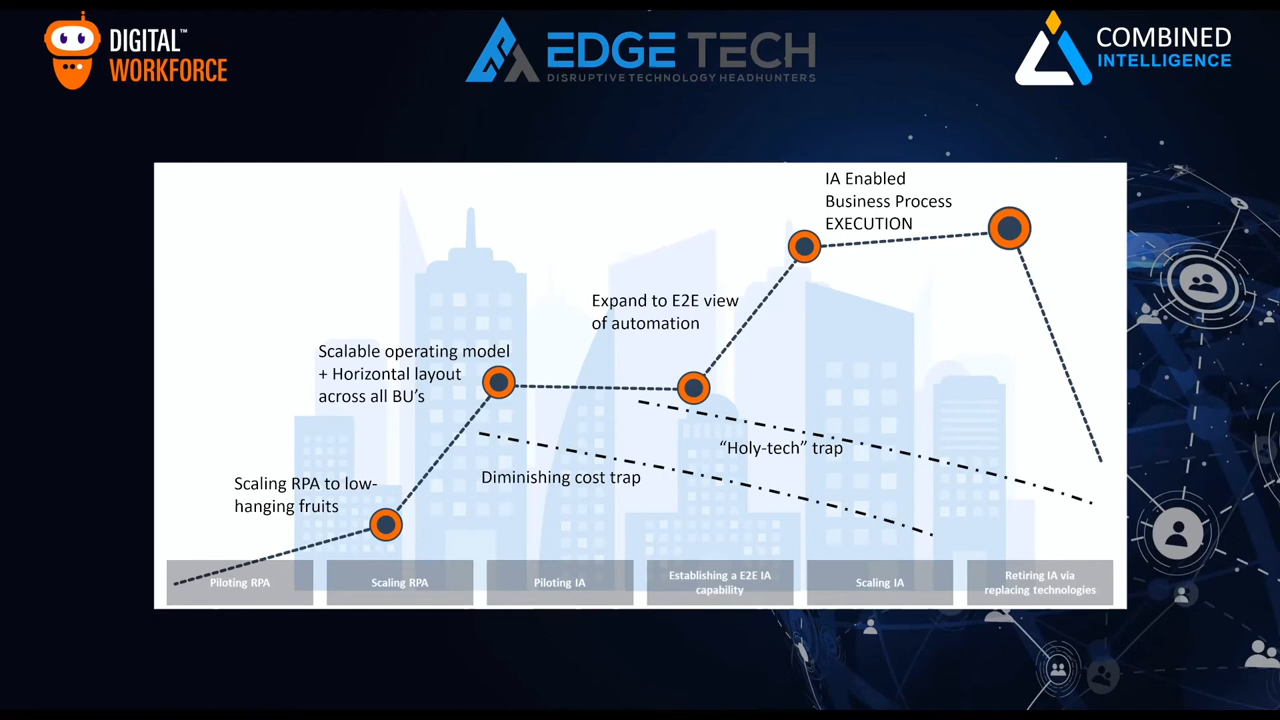 DIGITAL™
WORKFORCE
EDGE TECH
DISRUPTIVE TECHNOLOGY HEADHUNTERS
COMBINED
INTELLIGENCE
IA Enabled
Business Process
EXECUTION
Expand to E2E view
of automation
Scalable operating model
+ Horizontal layout
across all BU’s
“Holy-tech” trap
Diminishing cost trap
Scaling RPA to low-
hanging fruits
Piloting RPA
Scaling RPA
Piloting IA
Establishing a E2E IA
capability
Scaling IA
Retiring IA via
replacing technologies